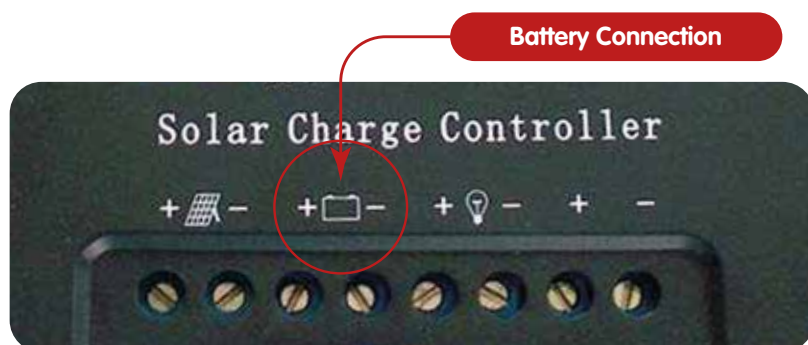 Battery Connection
Solar Charge Controller
+ - + - + - + -